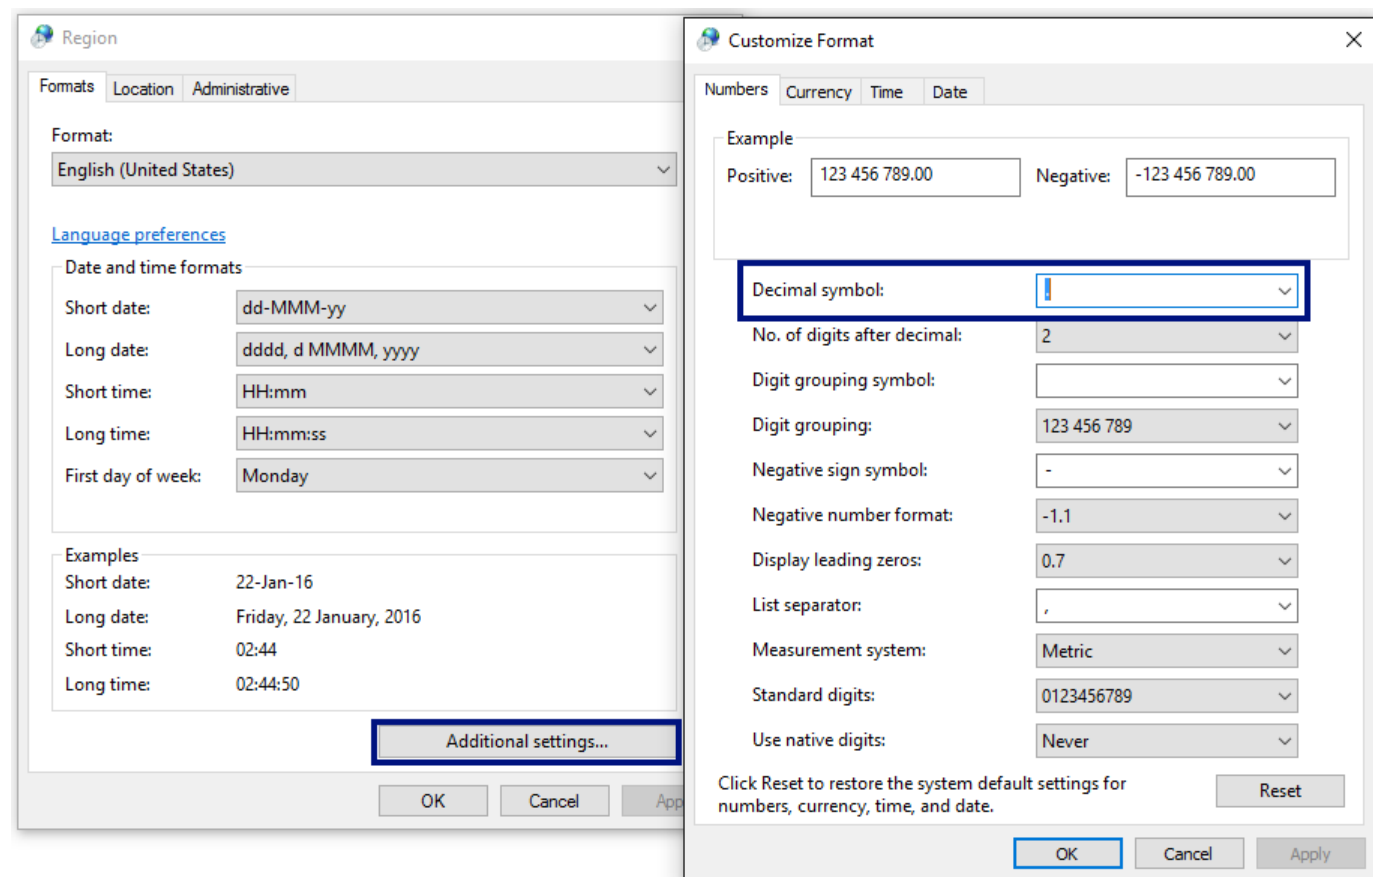 Region
Formats Location Administrative
Format:
English (United States)
Language preferences
Date and time formats
Short date: dd-MMM-yy
Long date: dddd, d MMMM, yyyy
Short time: HH:mm
Long time: HH:mm:ss
First day of week: Monday
Examples
Short date: 22-Jan-16
Long date: Friday, 22 January, 2016
Short time: 02:44
Long time: 02:44:50
Additional settings...
OK Cancel App
Customize Format
Numbers Currency Time Date
Example
Positive: 123 456 789.00 Negative: -123 456 789.00
Decimal symbol: .
No. of digits after decimal: 2
Digit grouping symbol:
Digit grouping: 123 456 789
Negative sign symbol: -
Negative number format: -1.1
Display leading zeros: 0.7
List separator: ,
Measurement system: Metric
Standard digits: 0123456789
Use native digits: Never
Click Reset to restore the system default settings for
numbers, currency, time, and date.
Reset
OK Cancel Apply